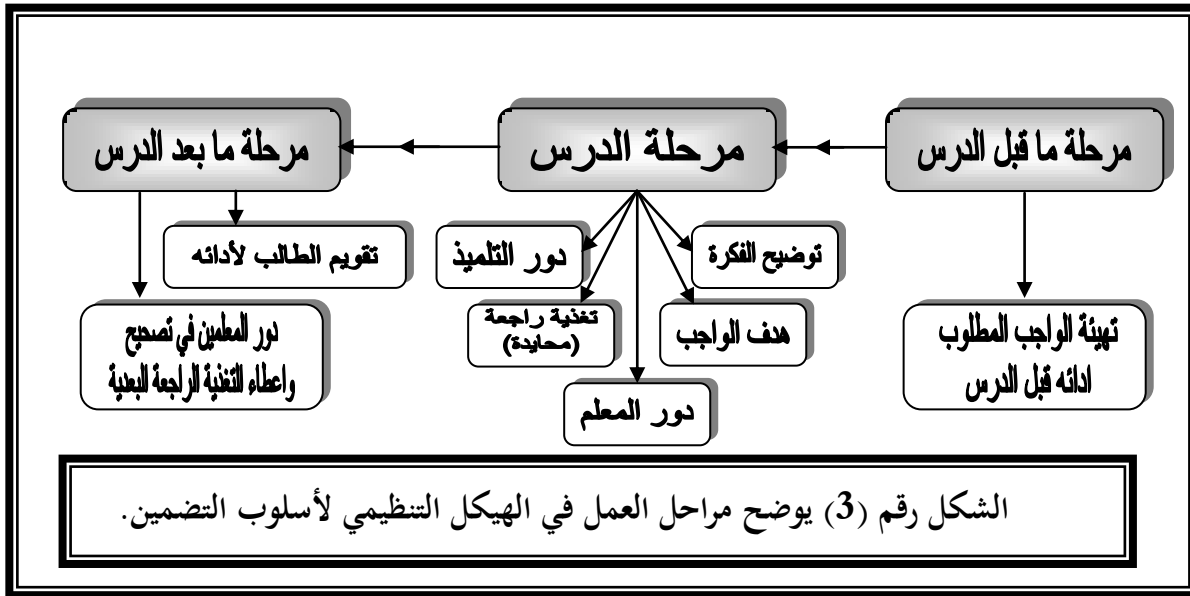 مرحلة ما قبل الدرس
مرحلة الدرس
مرحلة ما بعد الدرس
توضيح الفكرة
دور التلميذ
تقويم الطالب لأدائه
تهيئة الواجب المطلوب
ادائه قبل الدرس
هدف الواجب
تغذية راجعة
(محايدة)
دور المعلمين في تصحيح
واعطاء التغذية الراجعة البعدية
دور المعلم
الشكل رقم (3) يوضح مراحل العمل في الهيكل التنظيمي لأسلوب التضمين.